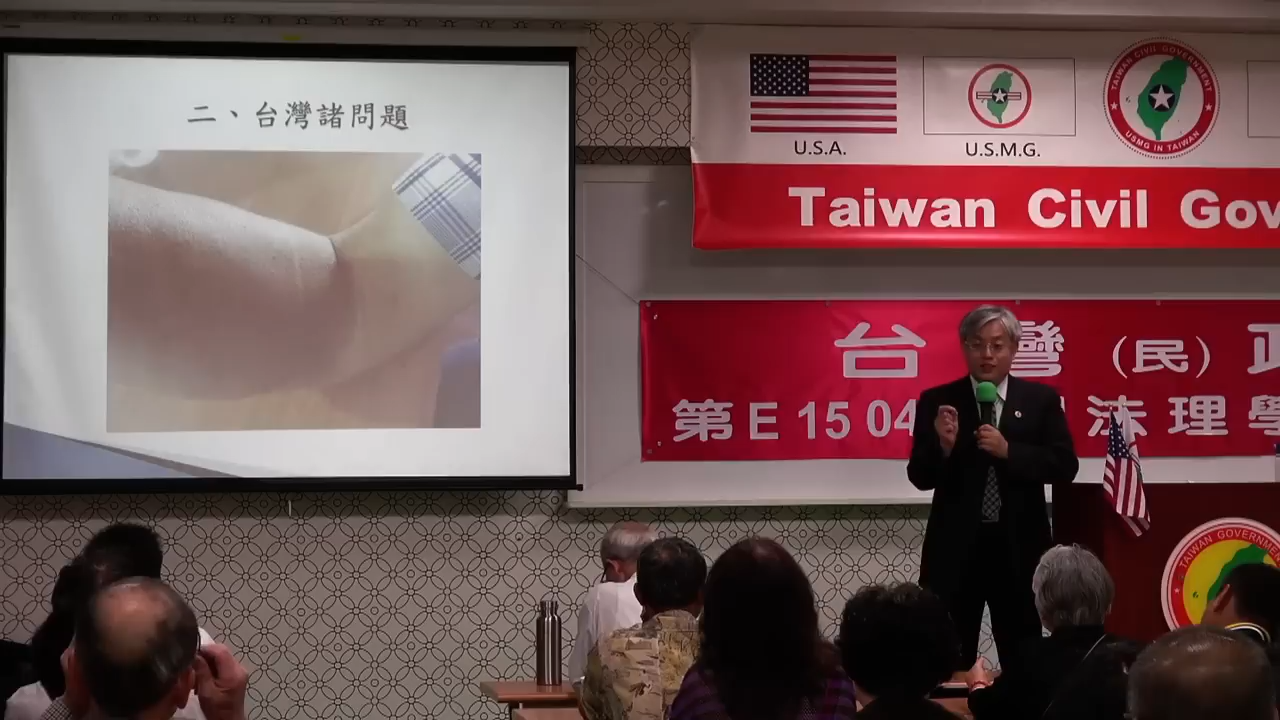 二、台灣諸問題
U.S.A.
U.S.M.G.
TAIWAN CIVIL GOVERNMENT
USMG IN TAIWAN
Taiwan Civil Gov
台灣(民)政
第E 15 04 法理學
TAIWAN GOVERNMENT